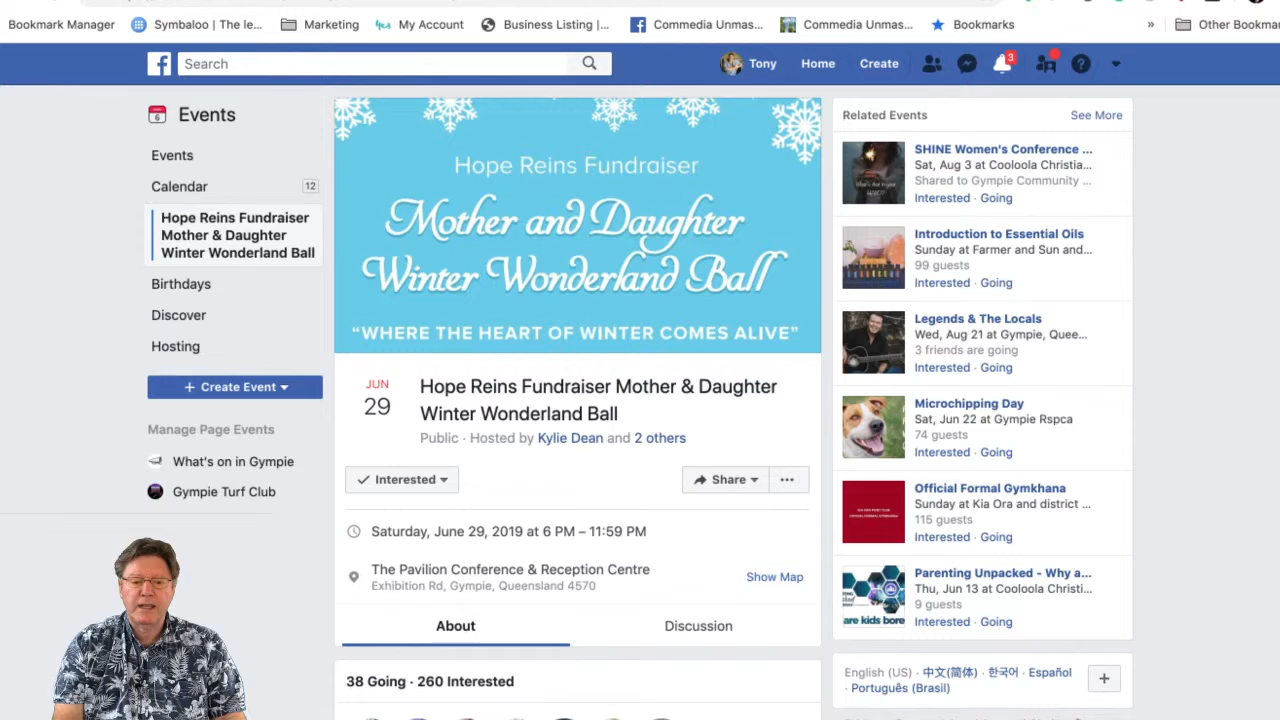 Bookmark Manager
Symbaloo | The le...
Marketing
My Account
Business Listing |...
Commedia Unmas...
Commedia Unmas...
Bookmarks
»
Other Bookmar
Search
Tony
Home
Create
3
Events
Events
Calendar
12
Hope Reins Fundraiser
Mother & Daughter
Winter Wonderland Ball
Birthdays
Discover
Hosting
+ Create Event
Manage Page Events
What's on in Gympie
Gympie Turf Club
Hope Reins Fundraiser
Mother and Daughter
Winter Wonderland Ball
“WHERE THE HEART OF WINTER COMES ALIVE”
JUN
29
Hope Reins Fundraiser Mother & Daughter
Winter Wonderland Ball
Public · Hosted by Kylie Dean and 2 others
Interested
Share
...
Saturday, June 29, 2019 at 6 PM – 11:59 PM
The Pavilion Conference & Reception Centre
Exhibition Rd, Gympie, Queensland 4570
Show Map
About
Discussion
38 Going · 260 Interested
Related Events
See More
SHINE Women's Conference ...
Sat, Aug 3 at Cooloola Christia...
Shared to Gympie Community ...
Interested · Going
Introduction to Essential Oils
Sunday at Farmer and Sun and...
99 guests
Interested · Going
Legends & The Locals
Wed, Aug 21 at Gympie, Quee...
3 friends are going
Interested · Going
Microchipping Day
Sat, Jun 22 at Gympie Rspca
74 guests
Interested · Going
Official Formal Gymkhana
Sunday at Kia Ora and district ...
115 guests
Interested · Going
Parenting Unpacked - Why a...
Thu, Jun 13 at Cooloola Christi...
9 guests
Interested · Going
are kids bore
English (US) · 中文(简体) · 한국어 · Español
· Português (Brasil)
+